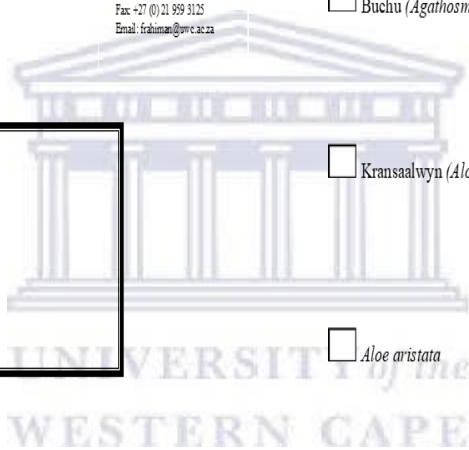 Fax: +27 (0) 21 959 3125
Email: frahiman@uwc.ac.za
Buchu (Agathosm
Kransaalwyn (Alo
Aloe aristata
UNIVERSITY of the
WESTERN CAPE